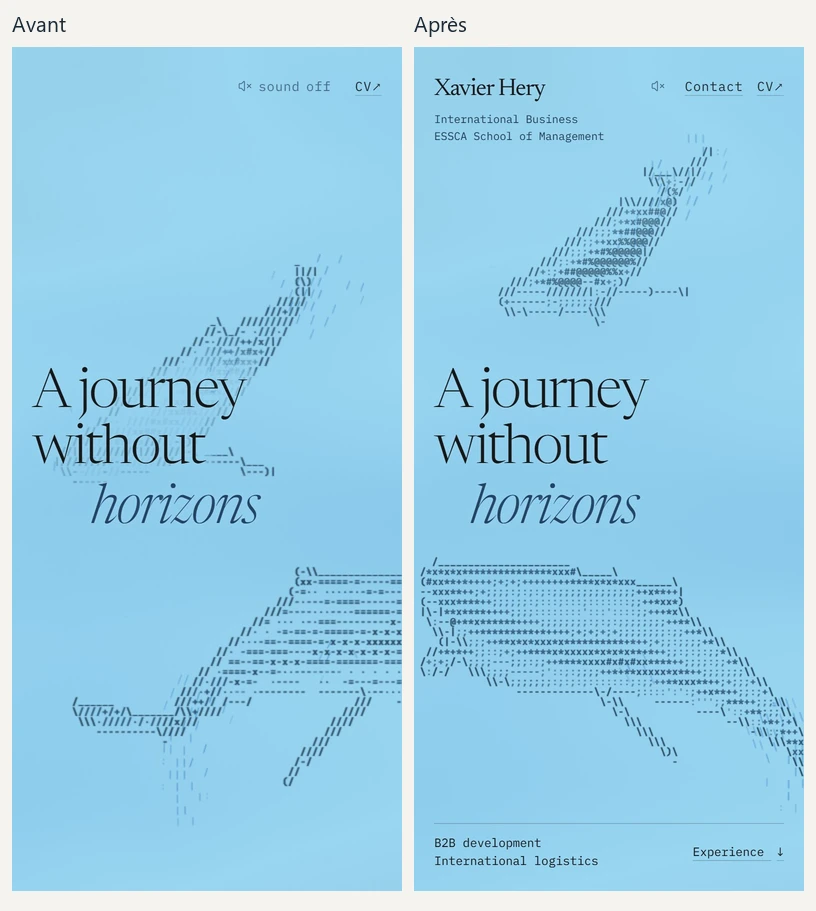 Avant
sound off CV↗
A journey
without
horizons
Après
Xavier Hery Contact CV↗
International Business
ESSCA School of Management
A journey
without
horizons
B2B development
International logistics
Experience ↓